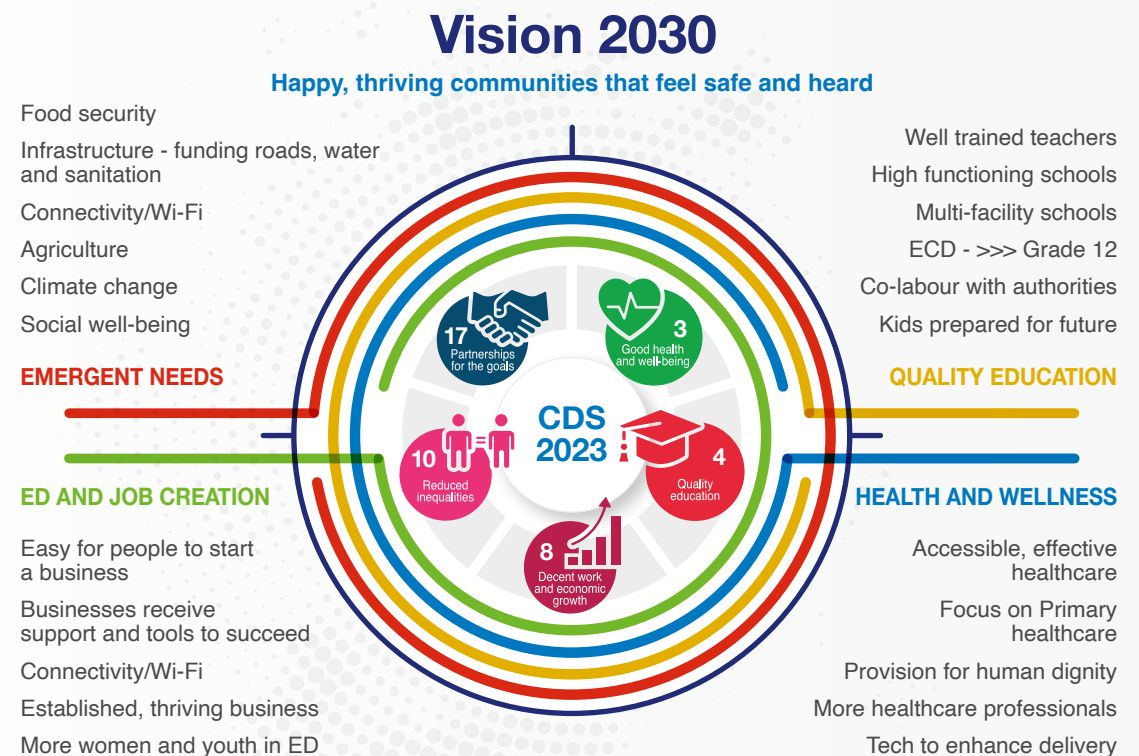 Vision 2030
Happy, thriving communities that feel safe and heard
Food security
Infrastructure - funding roads, water
and sanitation
Connectivity/Wi-Fi
Agriculture
Climate change
Social well-being
EMERGENT NEEDS
Well trained teachers
High functioning schools
Multi-facility schools
ECD - >>> Grade 12
Co-labour with authorities
Kids prepared for future
QUALITY EDUCATION
17
Partnerships
for the goals
3
Good health
and well-being
CDS
2023
10
=
Reduced
inequalities
4
Quality
education
8
Decent work
and economic
growth
ED AND JOB CREATION
Easy for people to start
a business
Businesses receive
support and tools to succeed
Connectivity/Wi-Fi
Established, thriving business
More women and youth in ED
HEALTH AND WELLNESS
Accessible, effective
healthcare
Focus on Primary
healthcare
Provision for human dignity
More healthcare professionals
Tech to enhance delivery